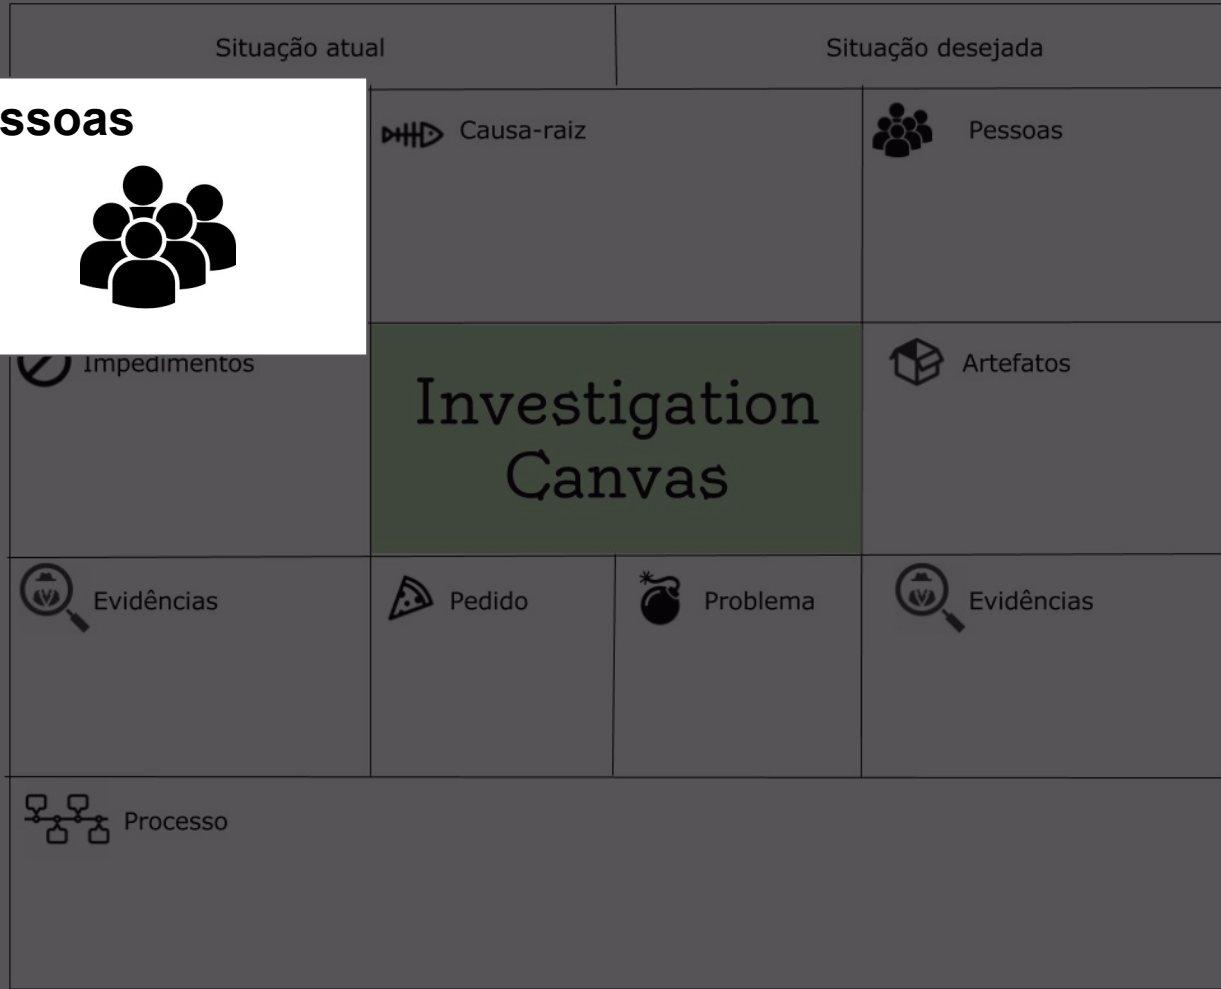 Situação atual
Situação desejada
ssoas
Causa-raiz
Pessoas
Impedimentos
Investigation
Canvas
Artefatos
Evidências
Pedido
Problema
Evidências
Processo